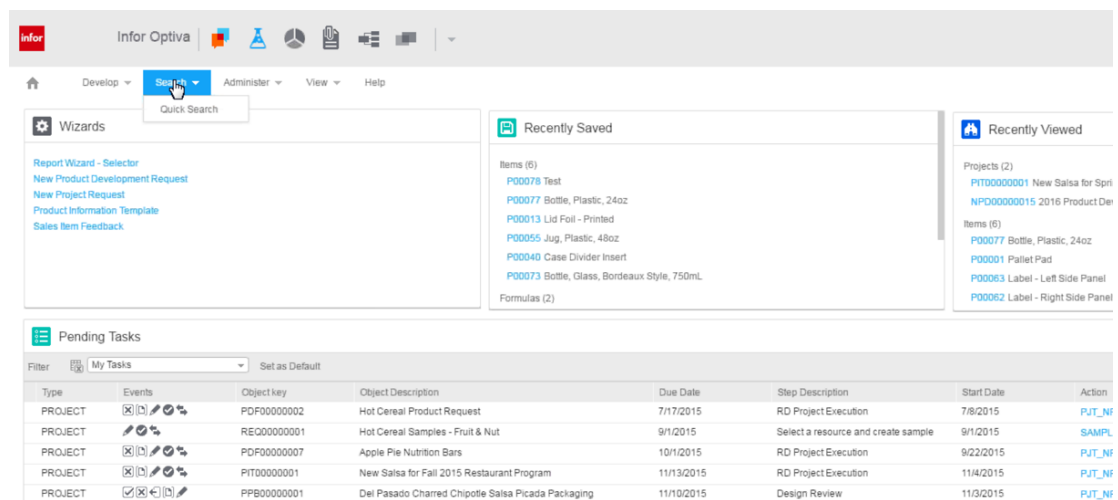 infor
Infor Optiva
Develop Search Administer View Help
Quick Search
Wizards
Report Wizard - Selector
New Product Development Request
New Project Request
Product Information Template
Sales Item Feedback
Recently Saved
Items (6)
P00078 Test
P00077 Bottle, Plastic, 24oz
P00013 Lid Foil - Printed
P00055 Jug, Plastic, 48oz
P00040 Case Divider Insert
P00073 Bottle, Glass, Bordeaux Style, 750mL
Formulas (2)
Recently Viewed
Projects (2)
PIT00000001 New Salsa for Spri
NPD00000015 2016 Product De
Items (6)
P00077 Bottle, Plastic, 24oz
P00001 Pallet Pad
P00063 Label - Left Side Panel
P00062 Label - Right Side Panel
Pending Tasks
Filter My Tasks Set as Default
Type Events Object key Object Description Due Date Step Description Start Date Action
PROJECT PDF00000002 Hot Cereal Product Request 7/17/2015 RD Project Execution 7/8/2015 PJT_NF
PROJECT REQ00000001 Hot Cereal Samples - Fruit & Nut 9/1/2015 Select a resource and create sample 9/1/2015 SAMPL
PROJECT PDF00000007 Apple Pie Nutrition Bars 10/1/2015 RD Project Execution 9/22/2015 PJT_NF
PROJECT PIT00000001 New Salsa for Fall 2015 Restaurant Program 11/13/2015 RD Project Execution 11/4/2015 PJT_NF
PROJECT PPB00000001 Del Pasado Charred Chipotle Salsa Picada Packaging 11/10/2015 Design Review 11/3/2015 PJT_NF